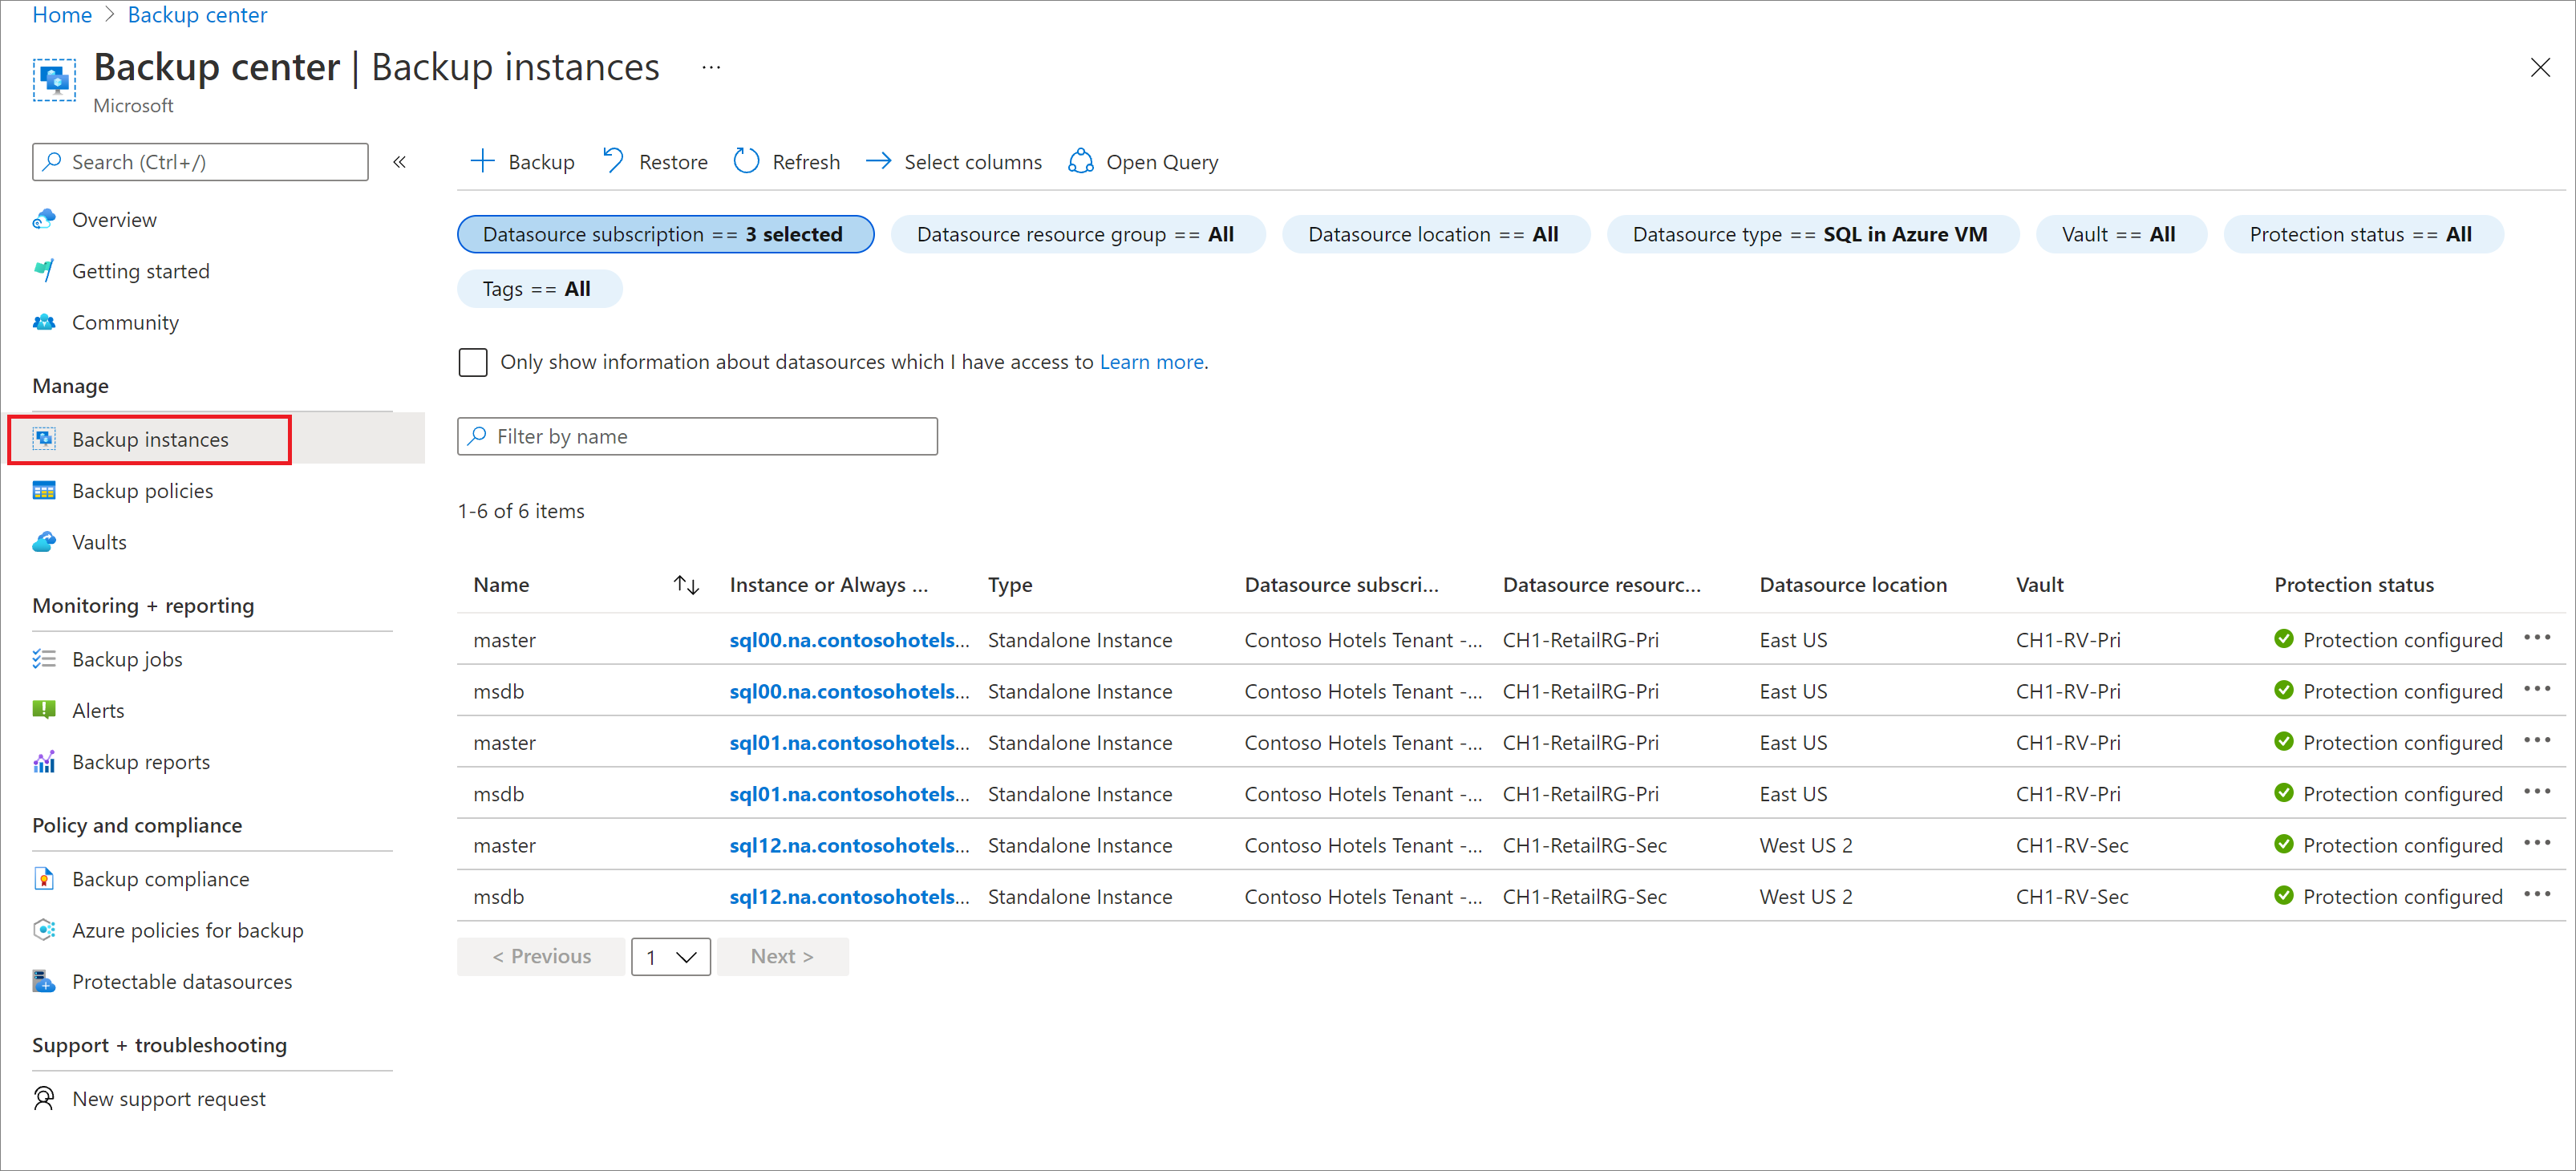 Home > Backup center
Backup center | Backup instances ...
Microsoft
Search (Ctrl+/) «
Overview
Getting started
Community
Manage
Backup instances
Backup policies
Vaults
Monitoring + reporting
Backup jobs
Alerts
Backup reports
Policy and compliance
Backup compliance
Azure policies for backup
Protectable datasources
Support + troubleshooting
New support request
Backup Restore Refresh Select columns Open Query
Datasource subscription == 3 selected Datasource resource group == All Datasource location == All Datasource type == SQL in Azure VM Vault == All Protection status == All
Tags == All
Only show information about datasources which I have access to Learn more.
Filter by name
1-6 of 6 items
Name Instance or Always ... Type Datasource subscri... Datasource resourc... Datasource location Vault Protection status
master sql00.na.contosohotels... Standalone Instance Contoso Hotels Tenant -... CH1-RetailRG-Pri East US CH1-RV-Pri Protection configured ...
msdb sql00.na.contosohotels... Standalone Instance Contoso Hotels Tenant -... CH1-RetailRG-Pri East US CH1-RV-Pri Protection configured ...
master sql01.na.contosohotels... Standalone Instance Contoso Hotels Tenant -... CH1-RetailRG-Pri East US CH1-RV-Pri Protection configured ...
msdb sql01.na.contosohotels... Standalone Instance Contoso Hotels Tenant -... CH1-RetailRG-Pri East US CH1-RV-Pri Protection configured ...
master sql12.na.contosohotels... Standalone Instance Contoso Hotels Tenant -... CH1-RetailRG-Sec West US 2 CH1-RV-Sec Protection configured ...
msdb sql12.na.contosohotels... Standalone Instance Contoso Hotels Tenant -... CH1-RetailRG-Sec West US 2 CH1-RV-Sec Protection configured ...
< Previous 1 Next >